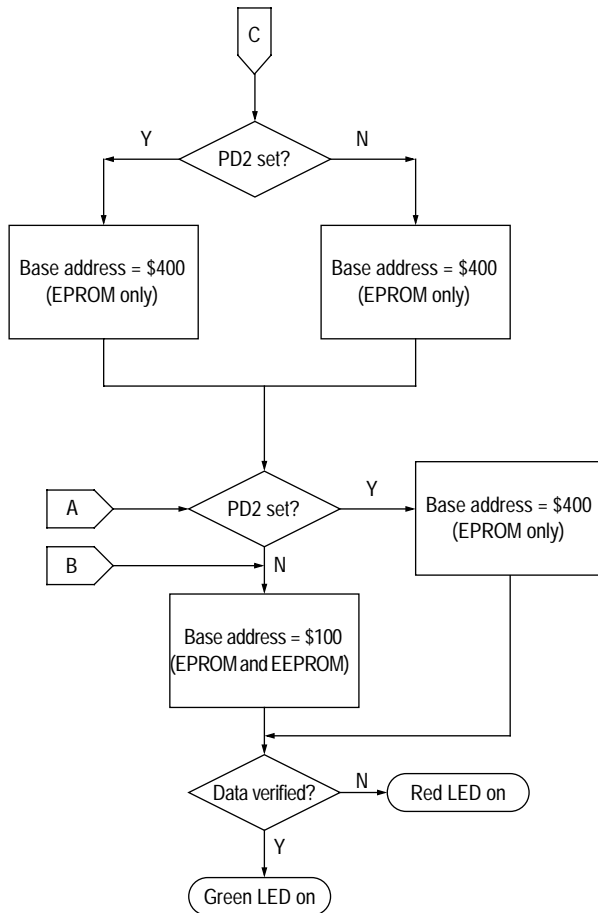 C
Y
N
PD2 set?
Base address = $400
(EPROM only)
Base address = $400
(EPROM only)
A
PD2 set?
Y
Base address = $400
(EPROM only)
B
N
Base address = $100
(EPROM and EEPROM)
Data verified?
N
Red LED on
Y
Green LED on